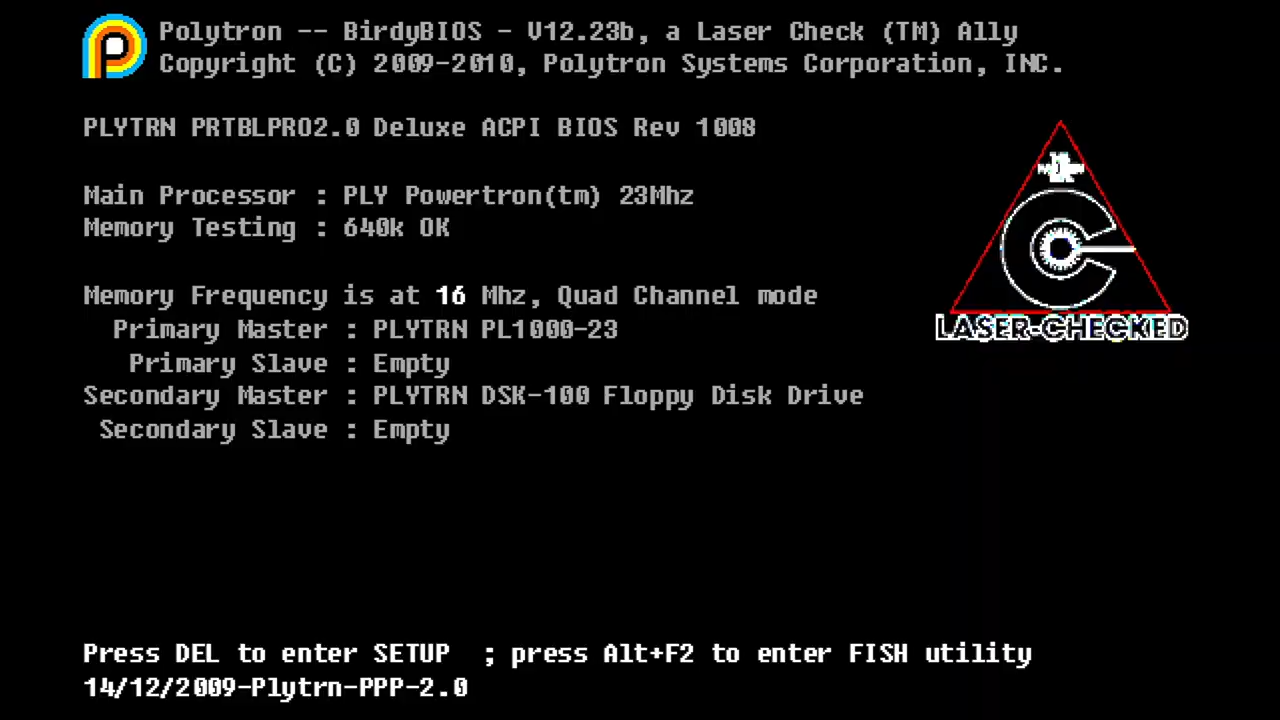 Polytron -- BirdyBIOS - V12.23b, a Laser Check (TM) Ally
Copyright (C) 2009-2010, Polytron Systems Corporation, INC.
PLYTRN PRTBLPRO2.0 Deluxe ACPI BIOS Rev 1008
Main Processor : PLY Powertron(tm) 23Mhz
Memory Testing : 640k OK
Memory Frequency is at 16 Mhz, Quad Channel mode
Primary Master : PLYTRN PL1000-23
Primary Slave : Empty
Secondary Master : PLYTRN DSK-100 Floppy Disk Drive
Secondary Slave : Empty
LASER-CHECKED
Press DEL to enter SETUP ; press Alt+F2 to enter FISH utility
14/12/2009-Plytrn-PPP-2.0